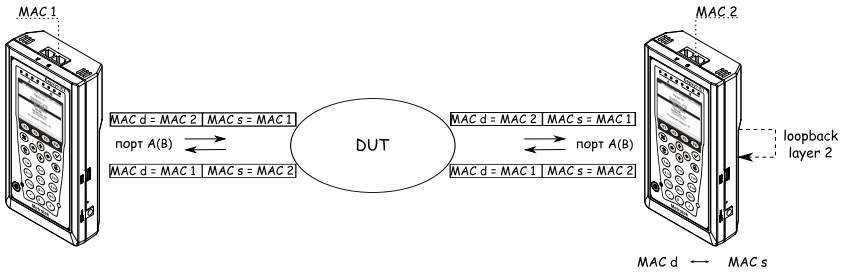 MAC 1
MAC 2
MAC d = MAC 2 MAC s = MAC 1
MAC d = MAC 2 MAC s = MAC 1
порт A(B)
DUT
порт A(B)
loopback
layer 2
MAC d = MAC 1 MAC s = MAC 2
MAC d = MAC 1 MAC s = MAC 2
MAC d MAC s